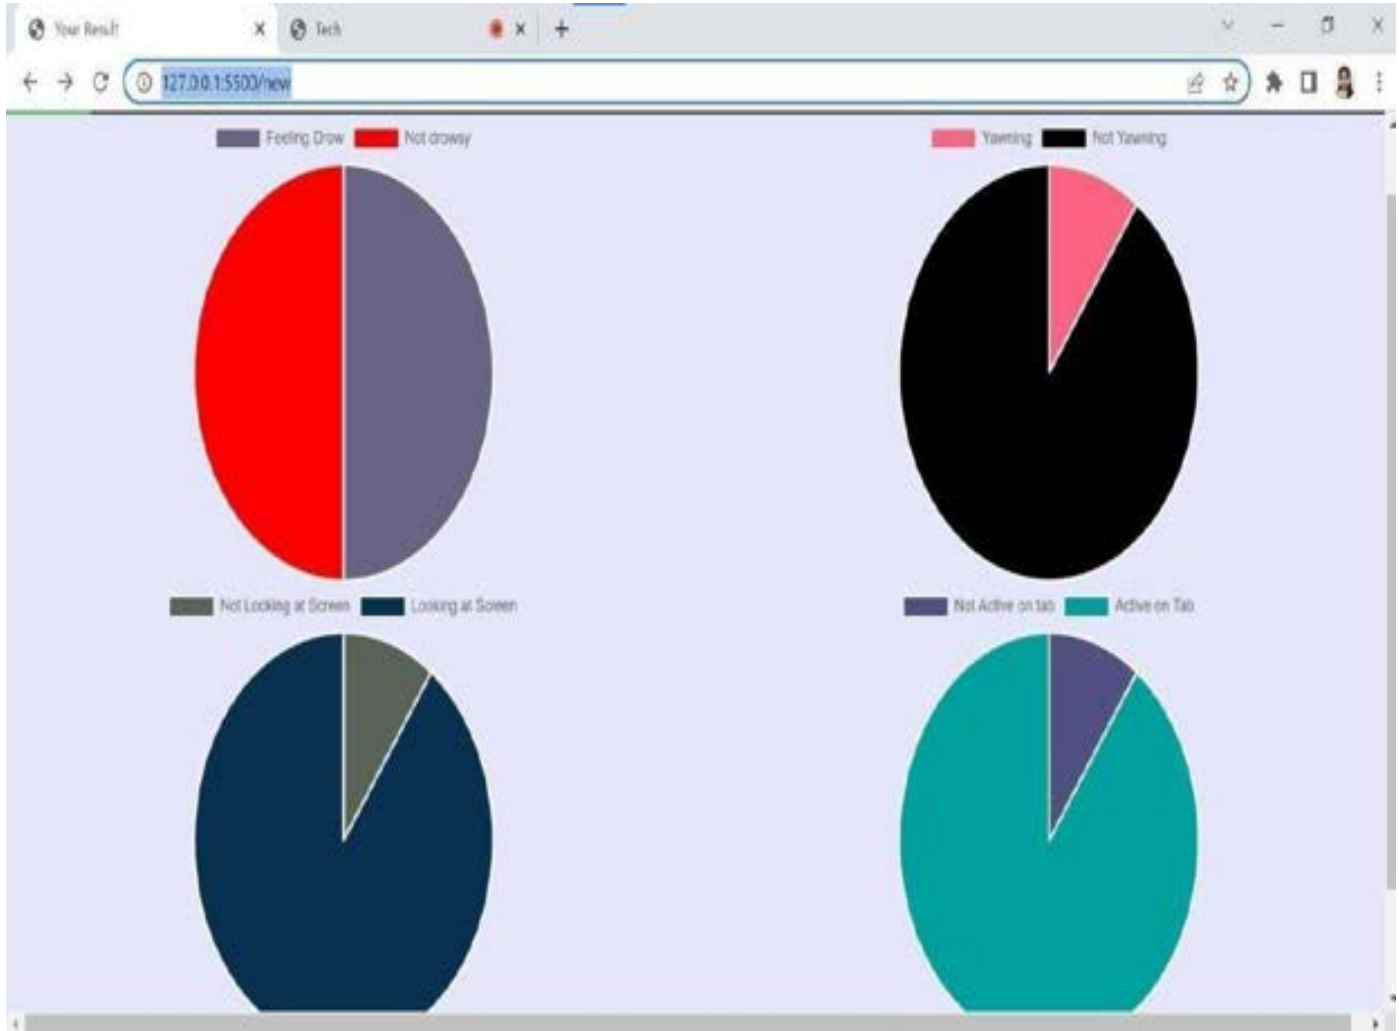 Your Result
Tech
127.0.0.1:5500/new
Feeling Drow Not drowsy
Yawning Not Yawning
Not Looking at Screen Looking at Screen
Not Active on tab Active on Tab